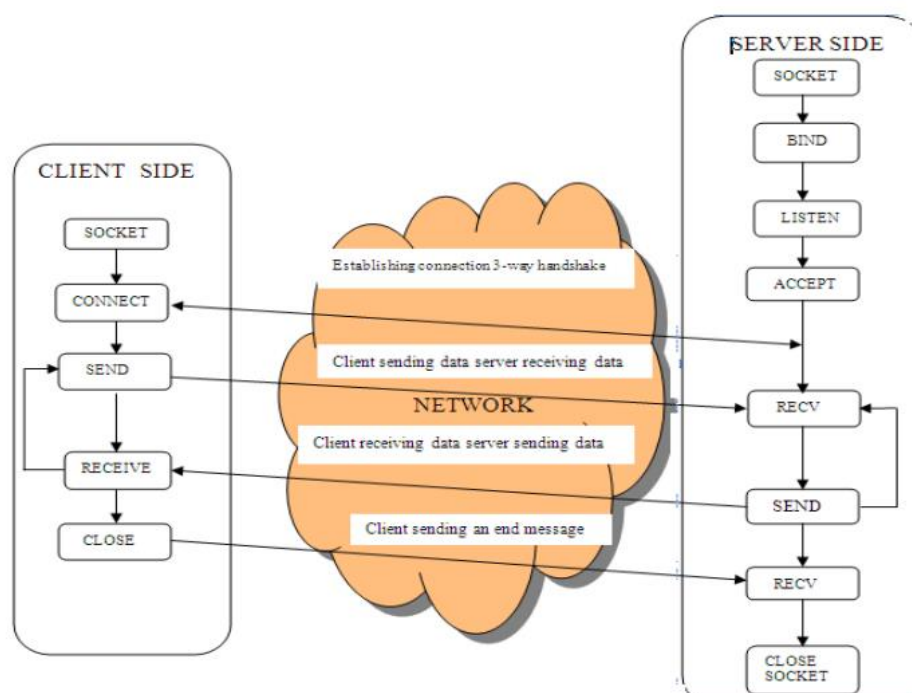 CLIENT SIDE
SOCKET
CONNECT
SEND
RECEIVE
CLOSE
Establishing connection 3-way handshake
Client sending data server receiving data
NETWORK
Client receiving data server sending data
Client sending an end message
SERVER SIDE
SOCKET
BIND
LISTEN
ACCEPT
RECV
SEND
RECV
CLOSE
SOCKET